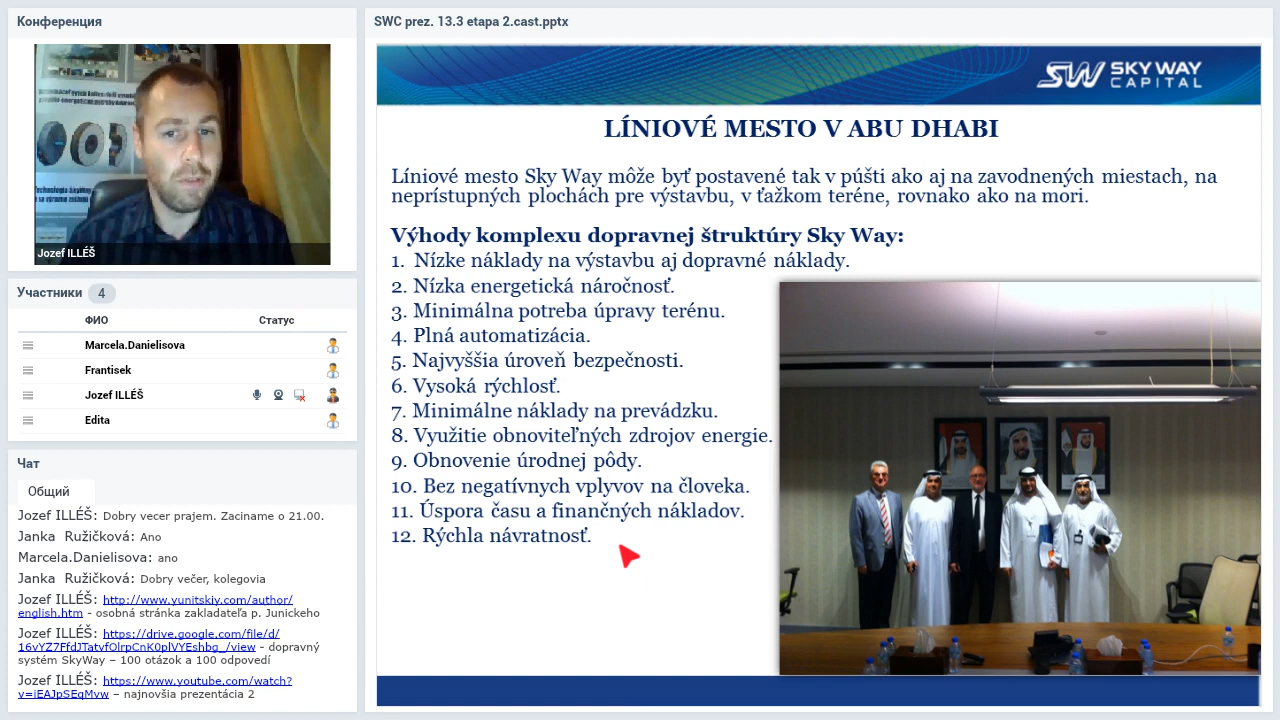 Конференция
Jozef ILLÉŠ
Участники 4
ФИО Статус
Marcela.Danielisova
Frantisek
Jozef ILLÉŠ
Edita
Чат
Общий
Jozef ILLÉŠ: Dobry vecer prajem. Zaciname o 21.00.
Janka Ružičková: Ano
Marcela.Danielisova: ano
Janka Ružičková: Dobry večer, kolegovia
Jozef ILLÉŠ: http://www.yunitskiy.com/author/
english.htm - osobná stránka zakladateľa p. Junickeho
Jozef ILLÉŠ: https://drive.google.com/file/d/
16vYZ7FfdJTatvfOlrpCnK0plVYEshbg_/view - dopravný
systém SkyWay – 100 otázok a 100 odpovedí
Jozef ILLÉŠ: https://www.youtube.com/watch?
v=iEAJpSEqMvw – najnovšia prezentácia 2
SWC prez. 13.3 etapa 2.cast.pptx
SW SKY WAY
CAPITAL
LÍNIOVÉ MESTO V ABU DHABI
Líniové mesto Sky Way môže byť postavené tak v púšti ako aj na zavodnených miestach, na
neprístupných plochách pre výstavbu, v ťažkom teréne, rovnako ako na mori.
Výhody komplexu dopravnej štruktúry Sky Way:
1. Nízke náklady na výstavbu aj dopravné náklady.
2. Nízka energetická náročnosť.
3. Minimálna potreba úpravy terénu.
4. Plná automatizácia.
5. Najvyššia úroveň bezpečnosti.
6. Vysoká rýchlosť.
7. Minimálne náklady na prevádzku.
8. Využitie obnoviteľných zdrojov energie.
9. Obnovenie úrodnej pôdy.
10. Bez negatívnych vplyvov na človeka.
11. Úspora času a finančných nákladov.
12. Rýchla návratnosť.